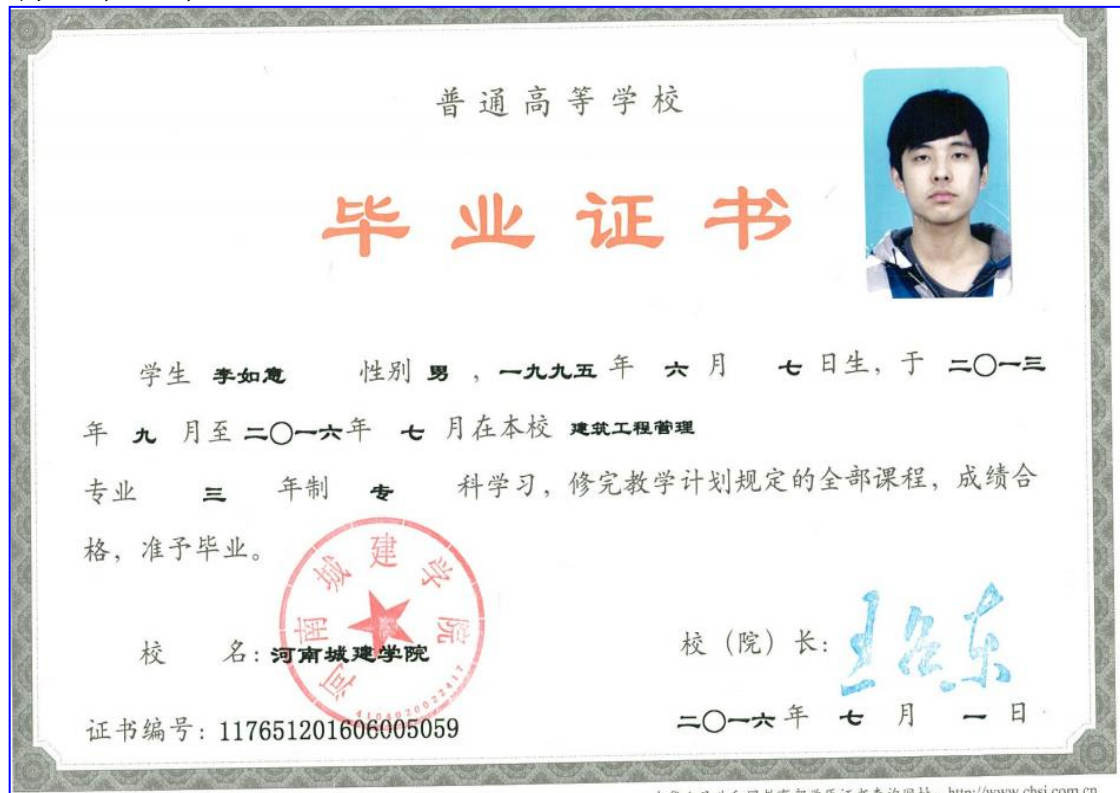 普通高等学校
毕业证书
学生 李如意 性别 男 , 一九九五 年 六 月 七 日生, 于 二〇一三
年 九 月至 二〇一六 年 七 月在本校 建筑工程管理
专业 三 年制 专 科学习, 修完教学计划规定的全部课程, 成绩合
格, 准予毕业。
河南城建学院
4104020022417
校 名: 河南城建学院
校 (院) 长:
证书编号: 117651201606005059
二〇一六 年 七 月 一 日
http://www.chsi.com.cn